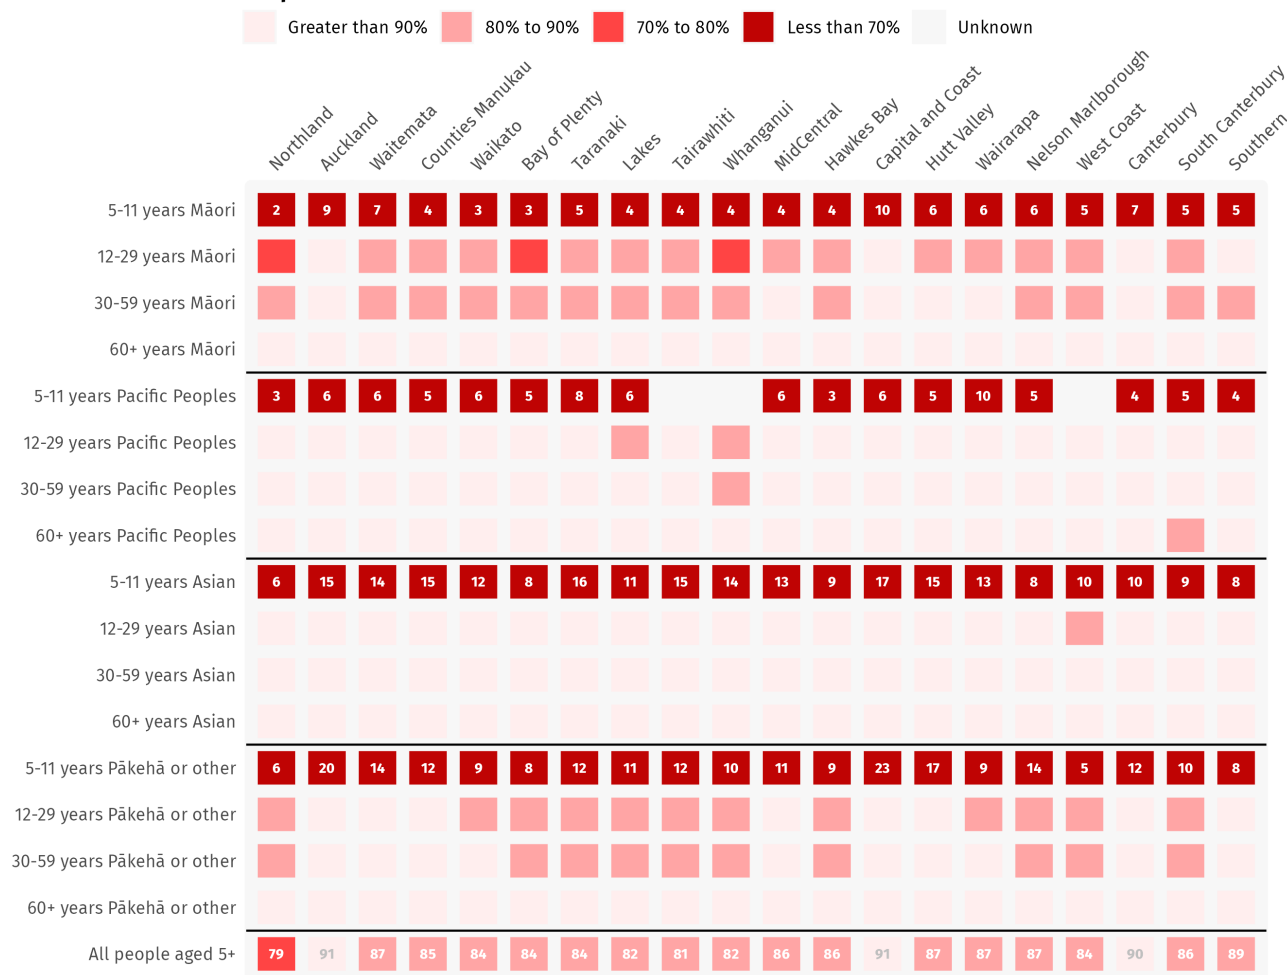 Greater than 90% 80% to 90% 70% to 80% Less than 70% Unknown
Northland Auckland Waitemata Counties Manukau Waikato Bay of Plenty Taranaki Lakes Tairawhiti Whanganui MidCentral Hawkes Bay Capital and Coast Hutt Valley Wairarapa Nelson Marlborough West Coast Canterbury South Canterbury Southern
5-11 years Māori 2 9 7 4 3 3 5 4 4 4 4 4 10 6 6 6 5 7 5 5
12-29 years Māori
30-59 years Māori
60+ years Māori
5-11 years Pacific Peoples 3 6 6 5 6 5 8 6 6 3 6 5 10 5 4 5 4
12-29 years Pacific Peoples
30-59 years Pacific Peoples
60+ years Pacific Peoples
5-11 years Asian 6 15 14 15 12 8 16 11 15 14 13 9 17 15 13 8 10 10 9 8
12-29 years Asian
30-59 years Asian
60+ years Asian
5-11 years Pākehā or other 6 20 14 12 9 8 12 11 12 10 11 9 23 17 9 14 5 12 10 8
12-29 years Pākehā or other
30-59 years Pākehā or other
60+ years Pākehā or other
All people aged 5+ 79 91 87 85 84 84 84 82 81 82 86 86 91 87 87 87 84 90 86 89